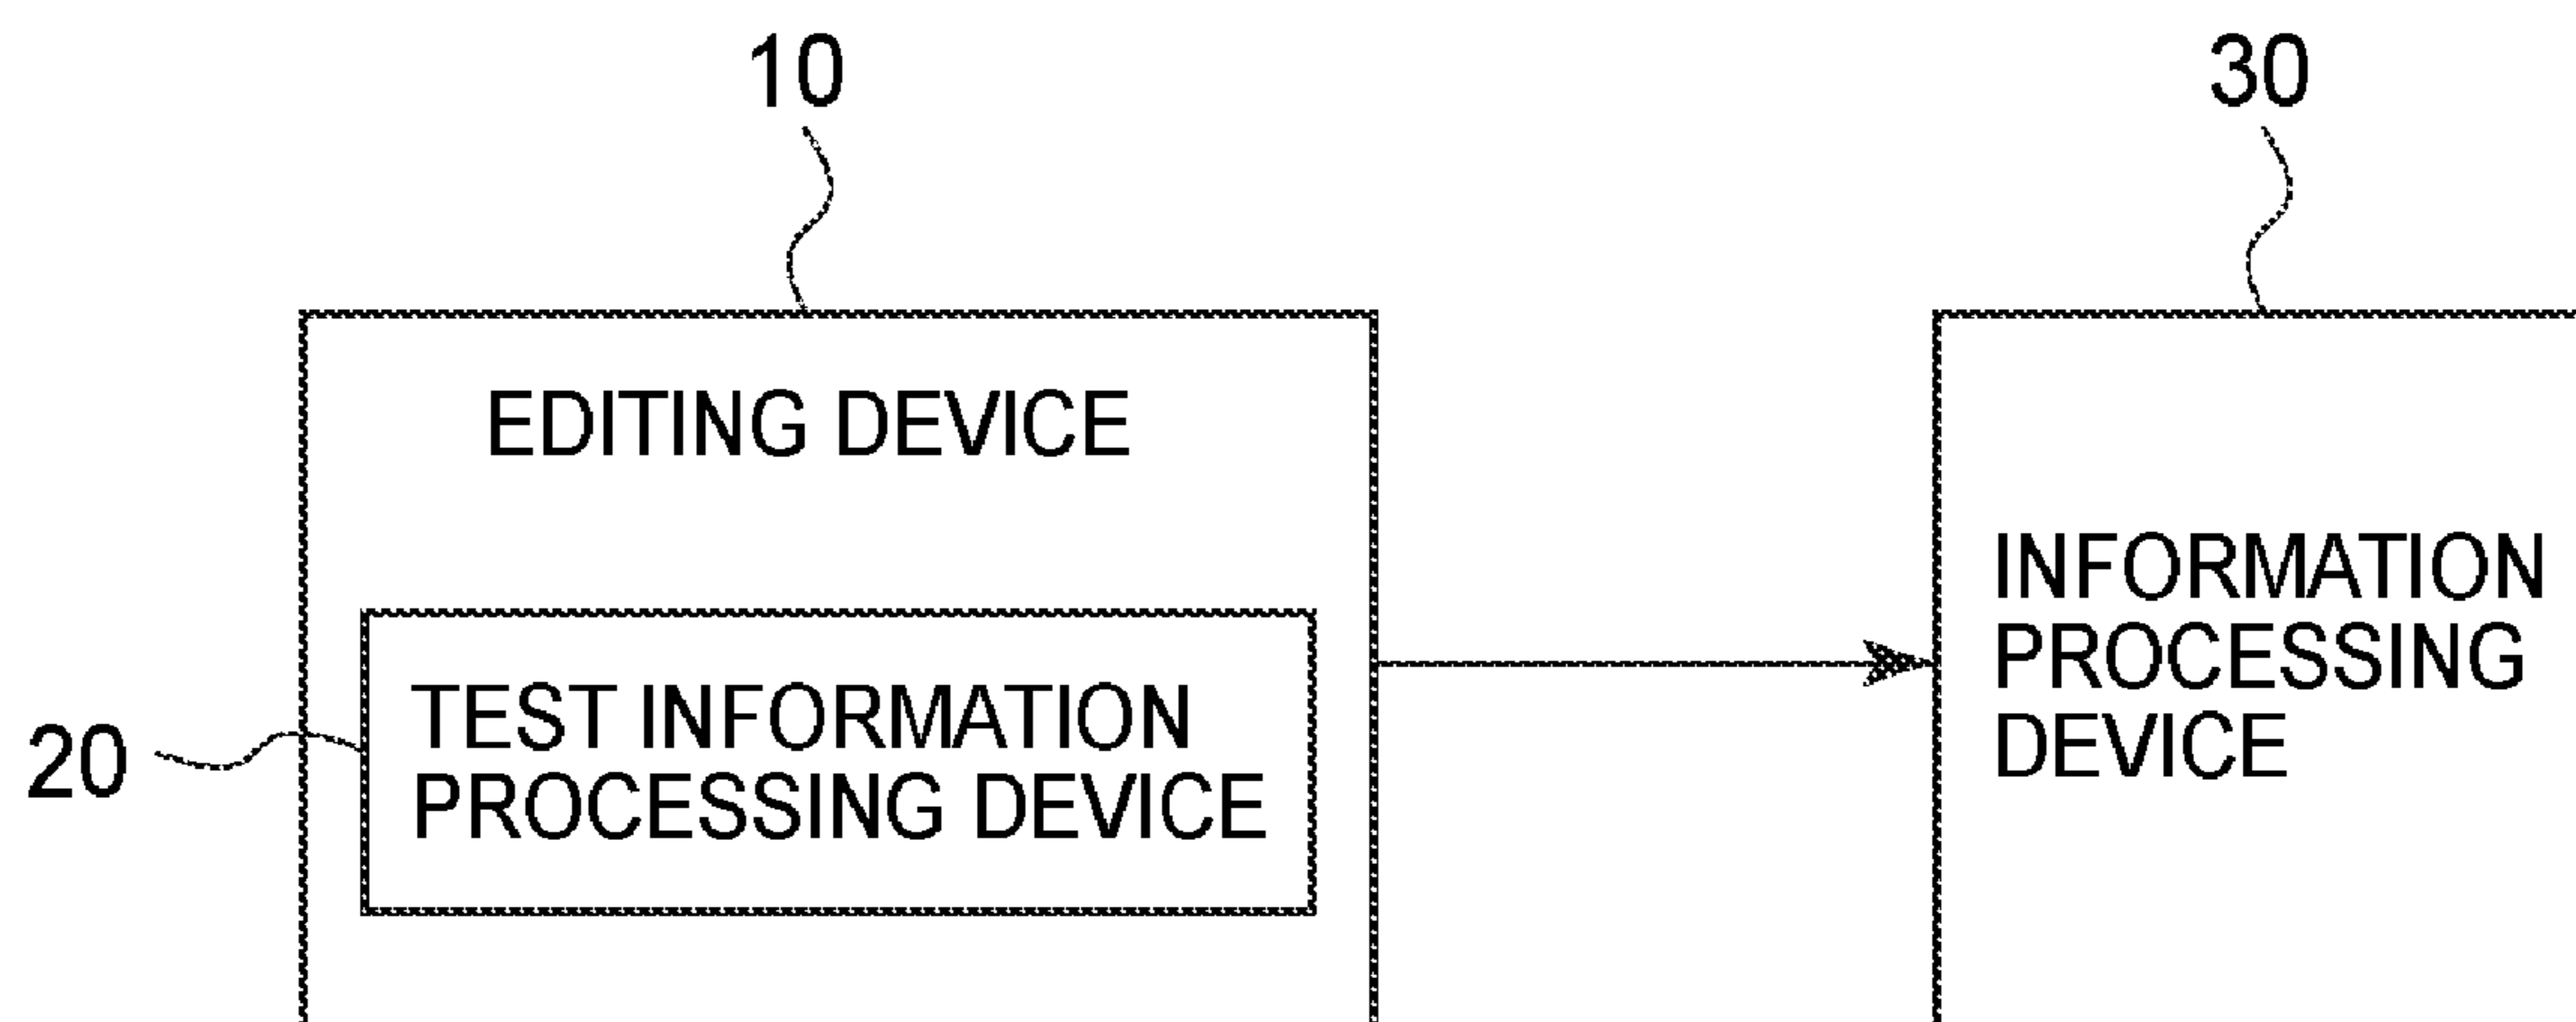 10
30
EDITING DEVICE
INFORMATION
PROCESSING
DEVICE
TEST INFORMATION
PROCESSING DEVICE
20